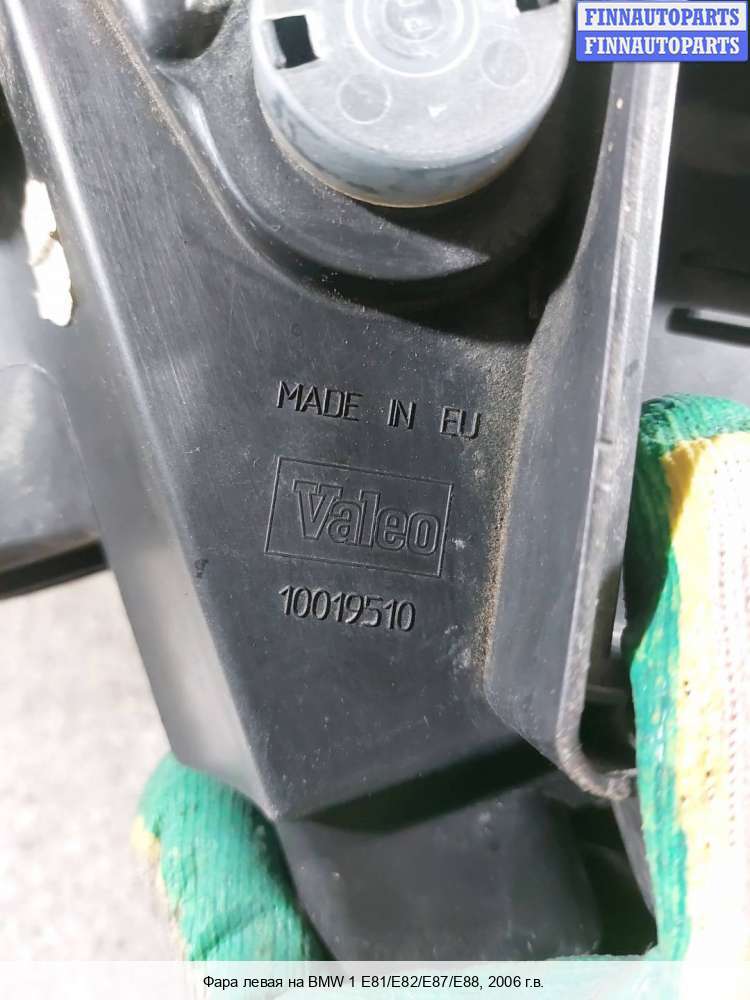 FINNAUTOPARTS
FINNAUTOPARTS
MADE IN EU
Valeo
10019510
Фара левая на BMW 1 E81/E82/E87/E88, 2006 г.в.